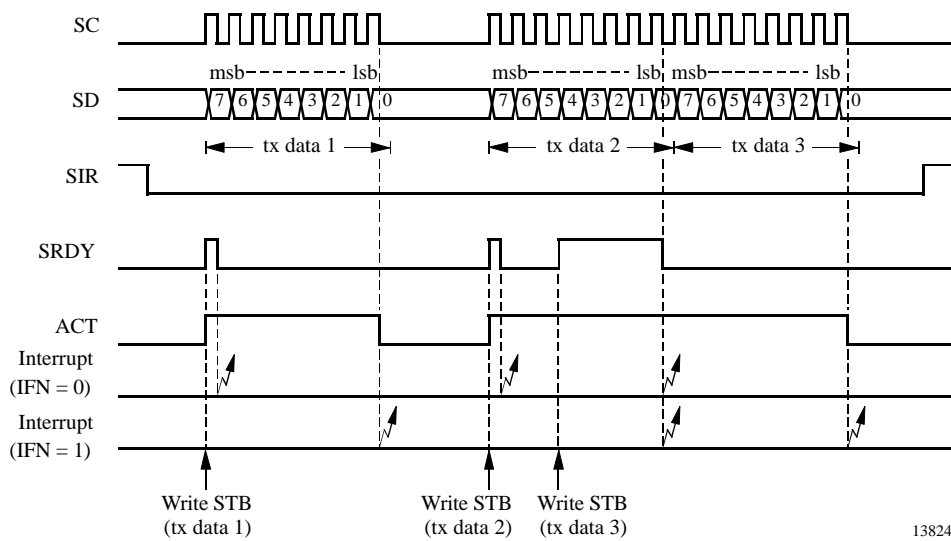 SC
msb lsb msb lsb msb lsb
SD 7 6 5 4 3 2 1 0 7 6 5 4 3 2 1 0 7 6 5 4 3 2 1 0
tx data 1 tx data 2 tx data 3
SIR
SRDY
ACT
Interrupt
(IFN = 0)
Interrupt
(IFN = 1)
Write STB Write STB Write STB
(tx data 1) (tx data 2) (tx data 3)
13824